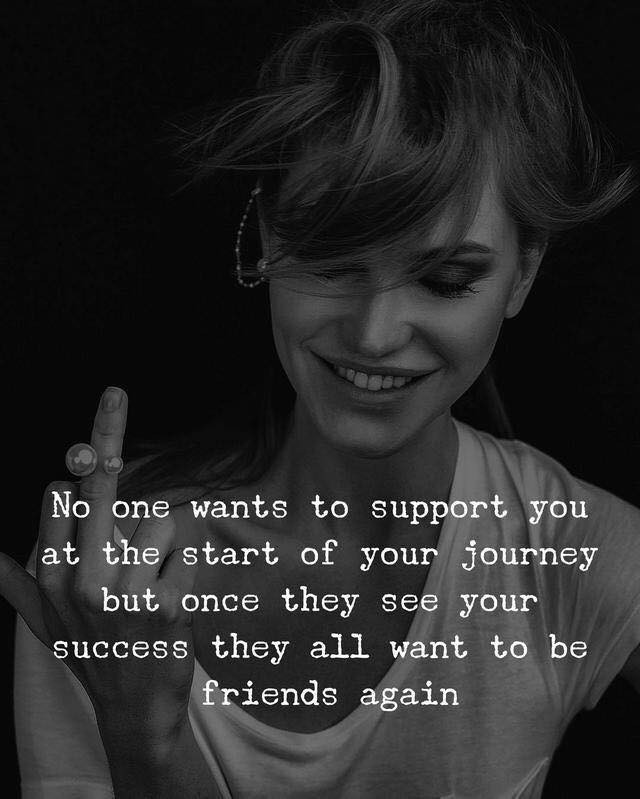 No one wants to support you
at the start of your journey
but once they see your
success they all want to be
friends again